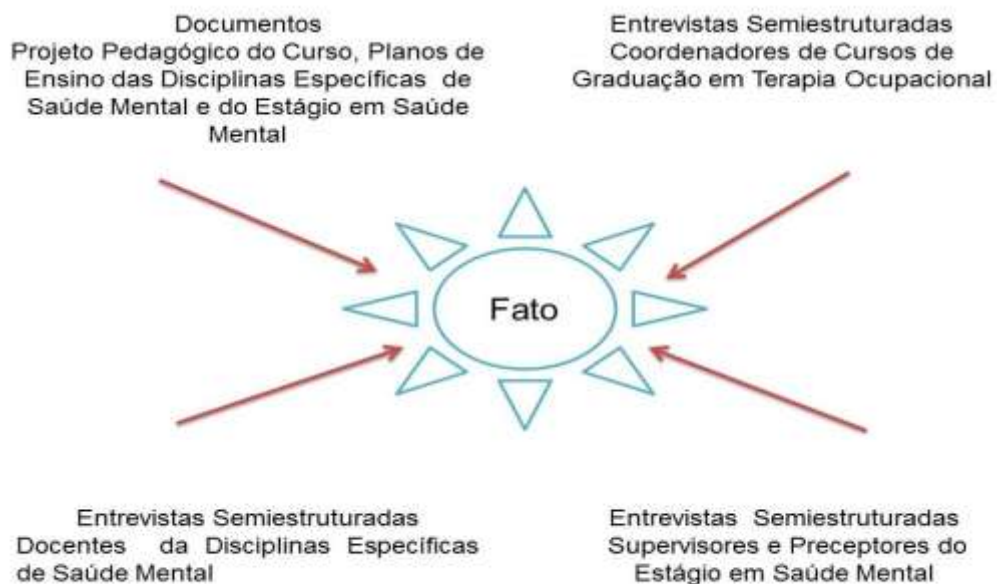 Documentos
Projeto Pedagógico do Curso, Planos de
Ensino das Disciplinas Específicas de
Saúde Mental e do Estágio em Saúde
Mental
Entrevistas Semiestruturadas
Coordenadores de Cursos de
Graduação em Terapia Ocupacional
Fato
Entrevistas Semiestruturadas
Docentes da Disciplinas Específicas
de Saúde Mental
Entrevistas Semiestruturadas
Supervisores e Preceptores do
Estágio em Saúde Mental